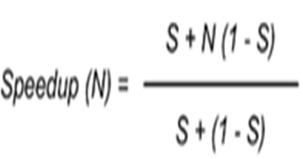 S + N (1 - S)
Speedup (N) =
S + (1 - S)